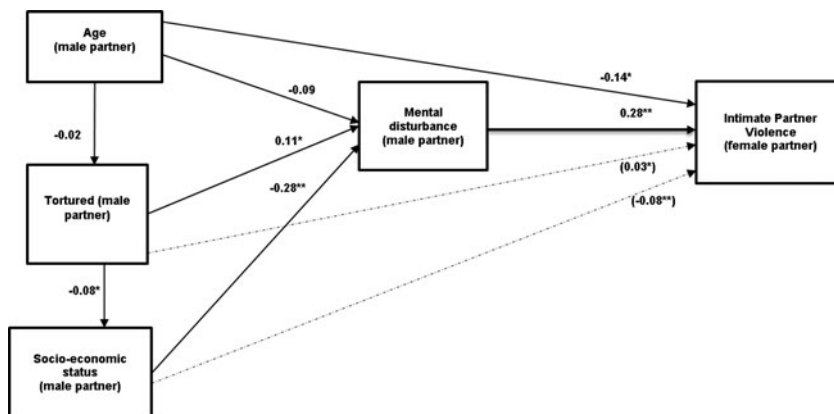 Age
(male partner)
-0.14*
-0.09
Mental
disturbance
(male partner)
0.28**
Intimate Partner
Violence
(female partner)
-0.02
0.11*
Tortured (male
partner)
-0.28**
(0.03*)
(-0.08**)
-0.08*
Socio-economic
status
(male partner)